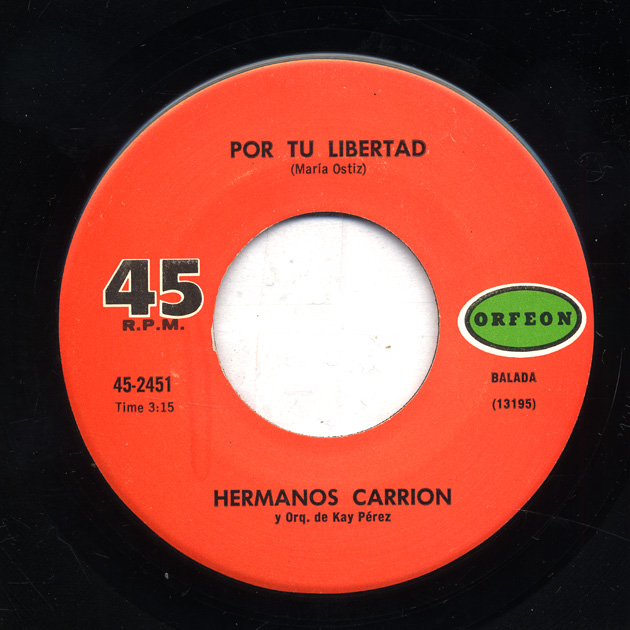 POR TU LIBERTAD
(María Ostiz)
45
R.P.M.
ORFEON
45-2451
Time 3:15
BALADA
(13195)
HERMANOS CARRION
y Orq. de Kay Pérez